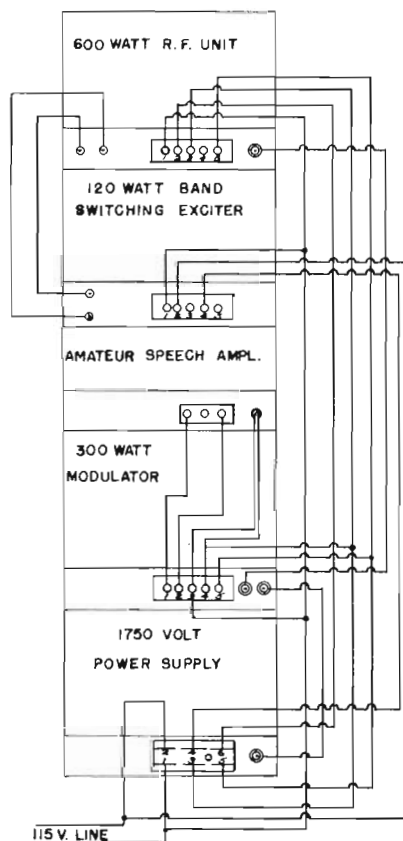 600 WATT R.F. UNIT
120 WATT BAND
SWITCHING EXCITER
AMATEUR SPEECH AMPL.
300 WATT
MODULATOR
1750 VOLT
POWER SUPPLY
115 V. LINE